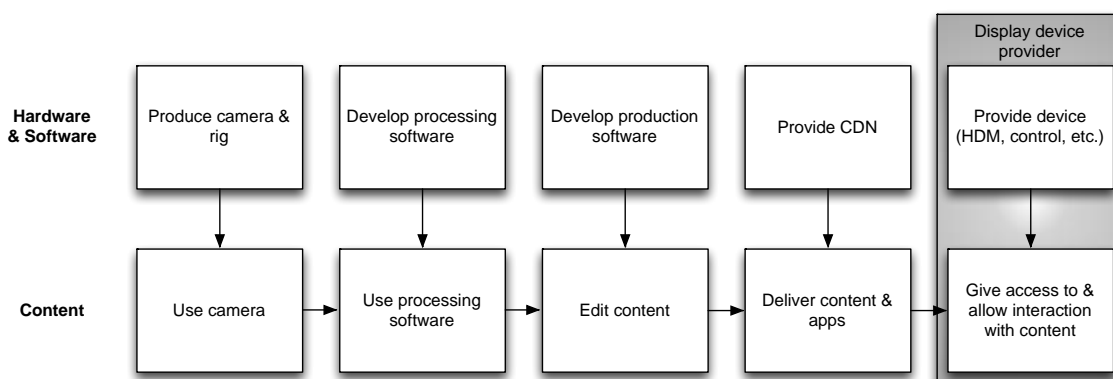 Display device
provider
Hardware
& Software
Produce camera &
rig
Develop processing
software
Develop production
software
Provide CDN
Provide device
(HDM, control, etc.)
Content
Use camera
Use processing
software
Edit content
Deliver content &
apps
Give access to &
allow interaction
with content